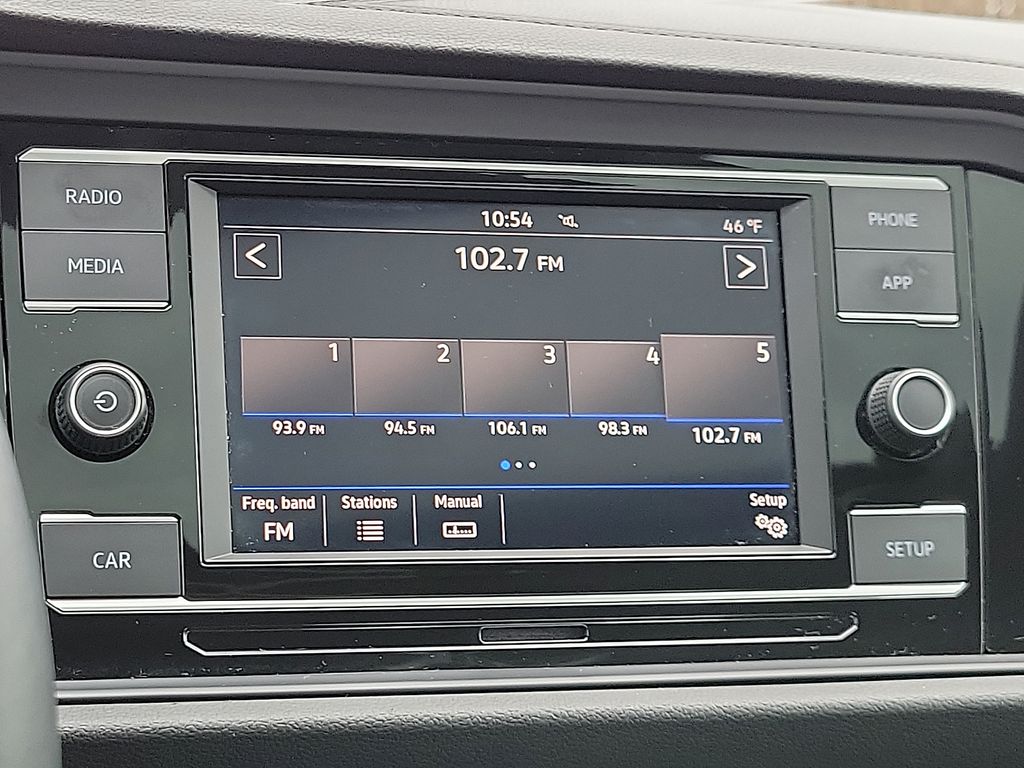 RADIO
MEDIA
CAR
10:54
46 °F
<
102.7 FM
>
1
2
3
4
5
93.9 FM
94.5 FM
106.1 FM
98.3 FM
102.7 FM
Freq. band
FM
Stations
Manual
Setup
PHONE
APP
SETUP